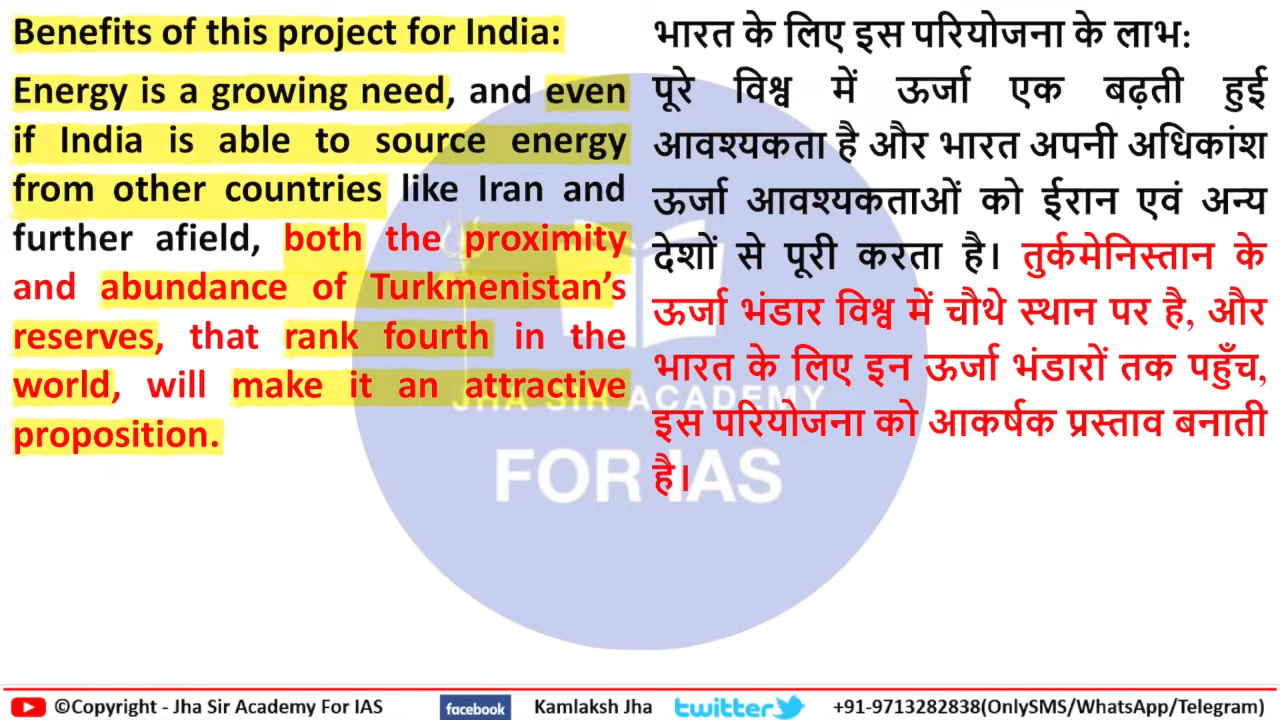 Benefits of this project for India:
Energy is a growing need, and even
if India is able to source energy
from other countries like Iran and
further afield, both the proximity
and abundance of Turkmenistan's
reserves, that rank fourth in the
world, will make it an attractive
proposition.
भारत के लिए इस परियोजना के लाभ:
पूरे विश्व में ऊर्जा एक बढ़ती हुई
आवश्यकता है और भारत अपनी अधिकांश
ऊर्जा आवश्यकताओं को ईरान एवं अन्य
देशों से पूरी करता है। तुर्कमेनिस्तान के
ऊर्जा भंडार विश्व में चौथे स्थान पर है, और
भारत के लिए इन ऊर्जा भंडारों तक पहुँच,
इस परियोजना को आकर्षक प्रस्ताव बनाती
है।
JHA SIR ACADEMY
FOR IAS
©Copyright - Jha Sir Academy For IAS facebook Kamlaksh Jha twitter +91-9713282838(OnlySMS/WhatsApp/Telegram)